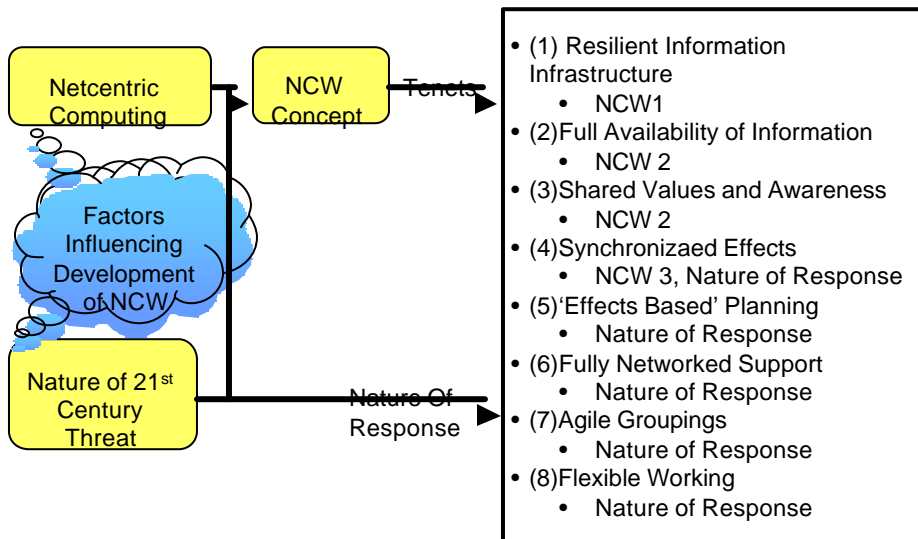 Netcentric
Computing
NCW
Concept
Tenets
Factors
Influencing
Development
of NCW
Nature of 21st
Century
Threat
Nature Of
Response
• (1) Resilient Information
Infrastructure
• NCW1
• (2)Full Availability of Information
• NCW 2
• (3)Shared Values and Awareness
• NCW 2
• (4)Synchronizaed Effects
• NCW 3, Nature of Response
• (5)‘Effects Based’ Planning
• Nature of Response
• (6)Fully Networked Support
• Nature of Response
• (7)Agile Groupings
• Nature of Response
• (8)Flexible Working
• Nature of Response